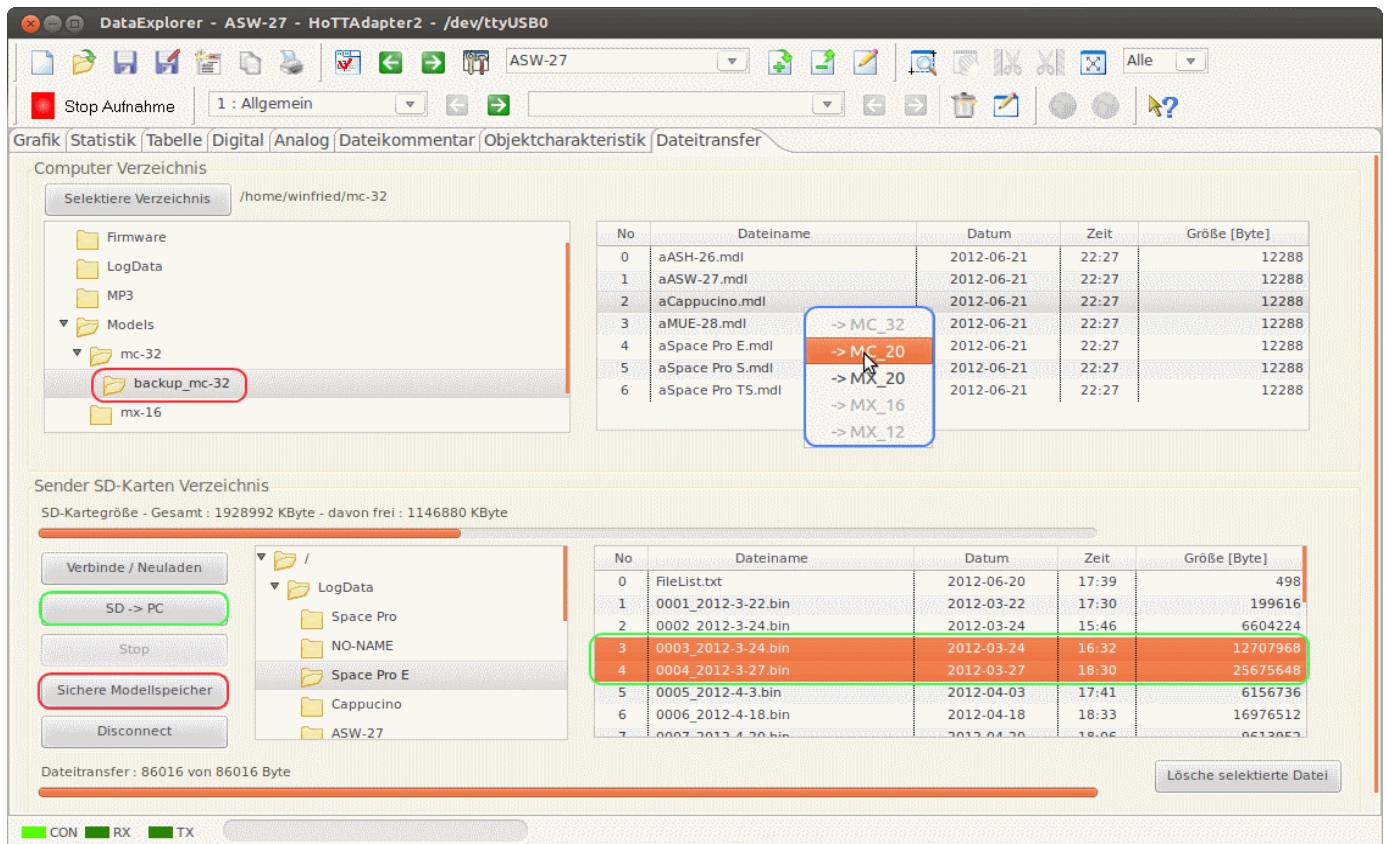 DataExplorer - ASW-27 - HoTTAdapter2 - /dev/ttyUSB0
ASW-27 Alle
Stop Aufnahme 1 : Allgemein
Grafik Statistik Tabelle Digital Analog Dateikommentar Objektcharakteristik Dateitransfer
Computer Verzeichnis
Selektiere Verzeichnis /home/winfried/mc-32
Firmware
LogData
MP3
Models
mc-32
backup_mc-32
mx-16
No Dateiname Datum Zeit Größe [Byte]
0 aASH-26.mdl 2012-06-21 22:27 12288
1 aASW-27.mdl 2012-06-21 22:27 12288
2 aCappucino.mdl 2012-06-21 22:27 12288
3 aMUE-28.mdl 2012-06-21 22:27 12288
4 aSpace Pro E.mdl 2012-06-21 22:27 12288
5 aSpace Pro S.mdl 2012-06-21 22:27 12288
6 aSpace Pro TS.mdl 2012-06-21 22:27 12288
-> MC_32
-> MC_20
-> MX_20
-> MX_16
-> MX_12
Sender SD-Karten Verzeichnis
SD-Kartegröße - Gesamt : 1928992 KByte - davon frei : 1146880 KByte
Verbinde / Neuladen
SD -> PC
Stop
Sichere Modellspeicher
Disconnect
/
LogData
Space Pro
NO-NAME
Space Pro E
Cappucino
ASW-27
No Dateiname Datum Zeit Größe [Byte]
0 FileList.txt 2012-06-20 17:39 498
1 0001_2012-3-22.bin 2012-03-22 17:30 199616
2 0002_2012-3-24.bin 2012-03-24 15:46 6604224
3 0003_2012-3-24.bin 2012-03-24 16:32 12707968
4 0004_2012-3-27.bin 2012-03-27 18:30 25675648
5 0005_2012-4-3.bin 2012-04-03 17:41 6156736
6 0006_2012-4-18.bin 2012-04-18 18:33 16976512
7 0007_2012-4-20.bin 2012-04-20 18:06 9613952
Dateitransfer : 86016 von 86016 Byte
Lösche selektierte Datei
CON RX TX